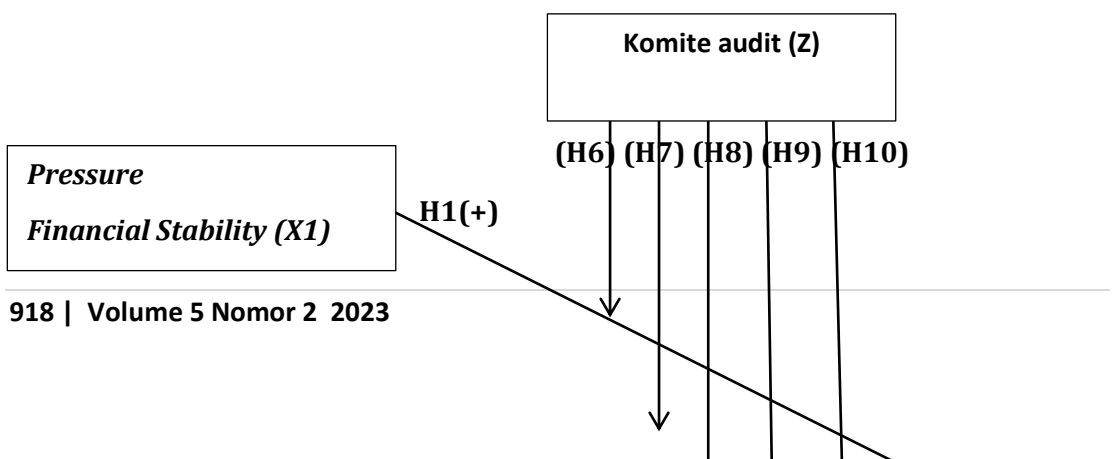 Komite audit (Z)
(H6) (H7) (H8) (H9) (H10)
Pressure
H1(+)
Financial Stability (X1)
918 | Volume 5 Nomor 2 2023